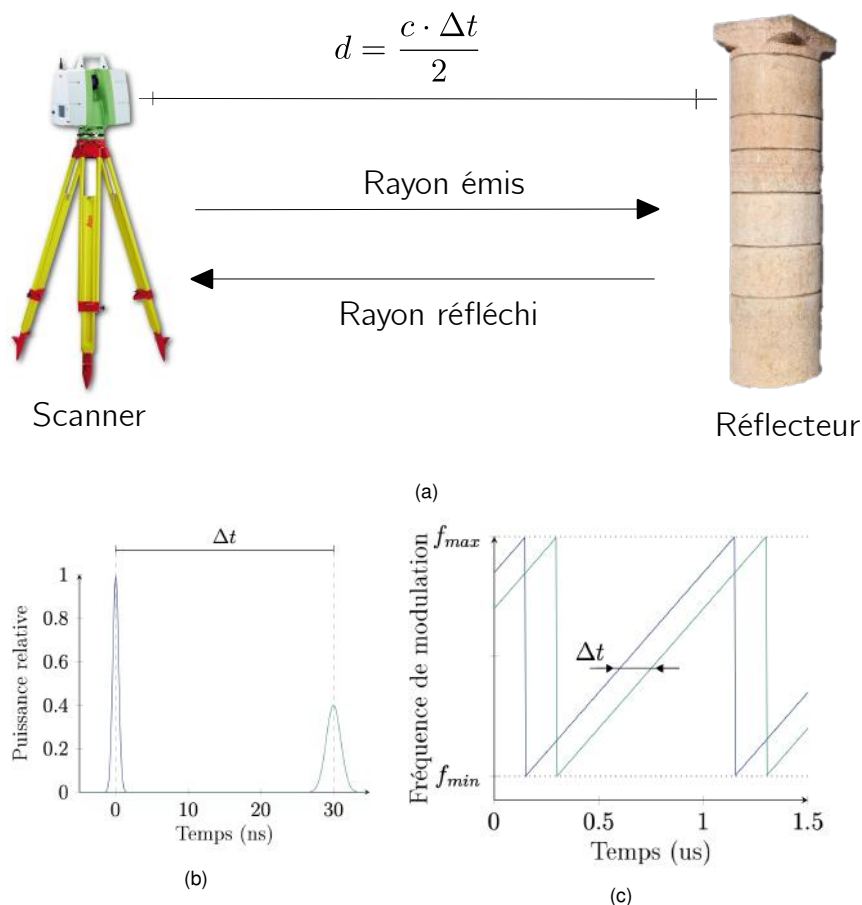 d = c · Δt / 2
Rayon émis
Rayon réfléchi
Scanner
Réflecteur
(a)
Δt
Puissance relative
1
0.8
0.6
0.4
0.2
0
0
10
20
30
Temps (ns)
(b)
Fréquence de modulation
f_max
Δt
f_min
0
0.5
1
1.5
Temps (us)
(c)